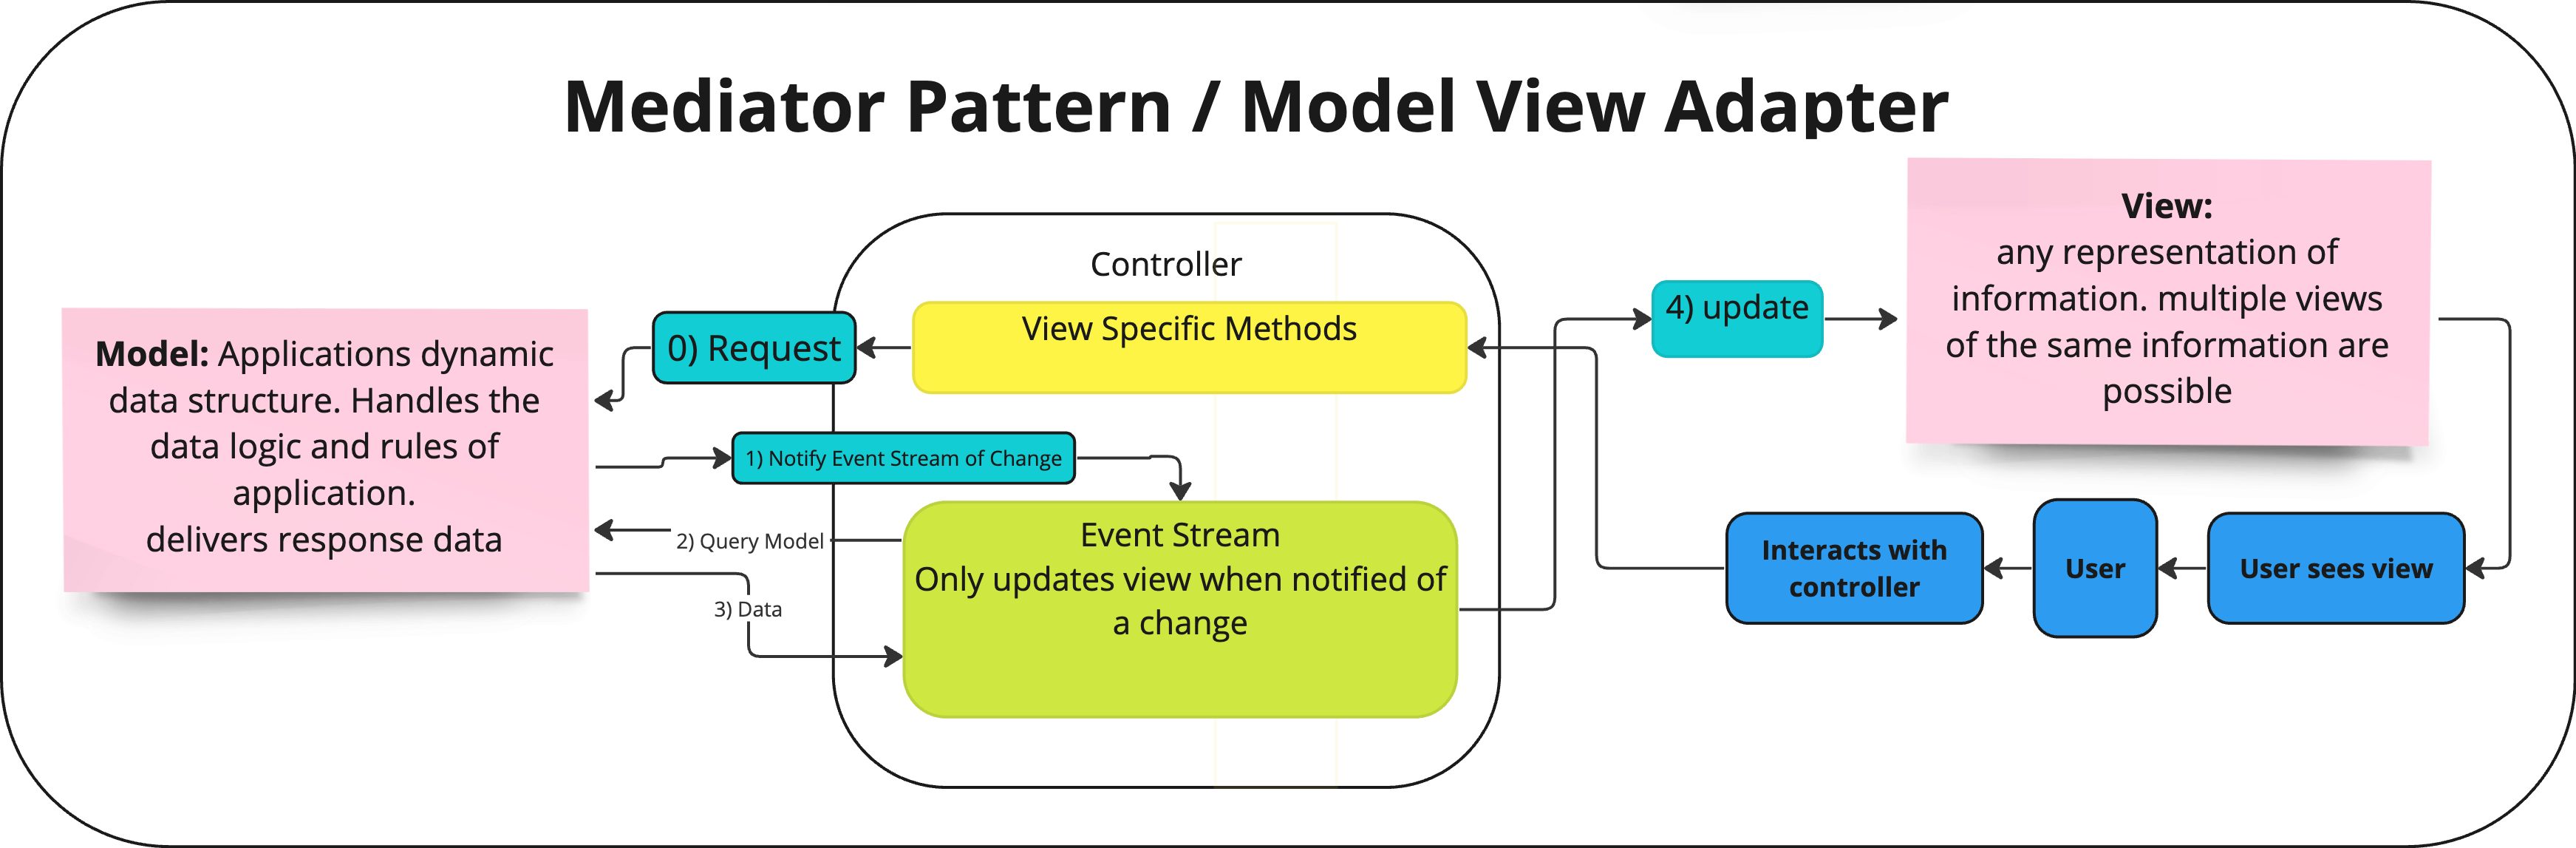 Mediator Pattern / Model View Adapter
View:
any representation of
information. multiple views
of the same information are
possible
Controller
View Specific Methods
0) Request
4) update
Model: Applications dynamic
data structure. Handles the
data logic and rules of
application.
delivers response data
1) Notify Event Stream of Change
2) Query Model
3) Data
Event Stream
Only updates view when notified of
a change
Interacts with
controller
User
User sees view